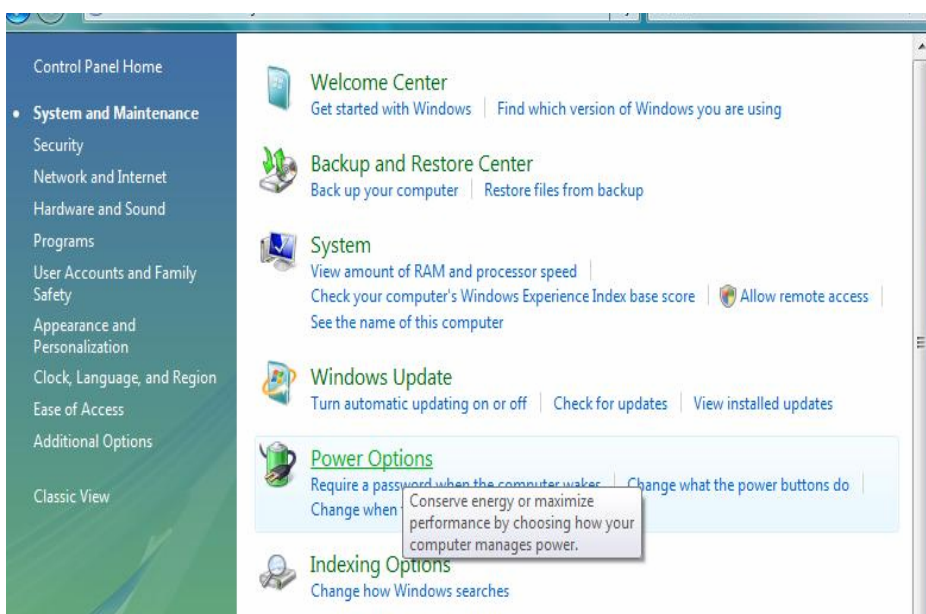 Control Panel Home
System and Maintenance
Security
Network and Internet
Hardware and Sound
Programs
User Accounts and Family
Safety
Appearance and
Personalization
Clock, Language, and Region
Ease of Access
Additional Options
Classic View
Welcome Center
Get started with Windows Find which version of Windows you are using
Backup and Restore Center
Back up your computer Restore files from backup
System
View amount of RAM and processor speed
Check your computer's Windows Experience Index base score Allow remote access
See the name of this computer
Windows Update
Turn automatic updating on or off Check for updates View installed updates
Power Options
Require a password when the computer wakes Change what the power buttons do
Change when
Conserve energy or maximize
performance by choosing how your
computer manages power.
Indexing Options
Change how Windows searches